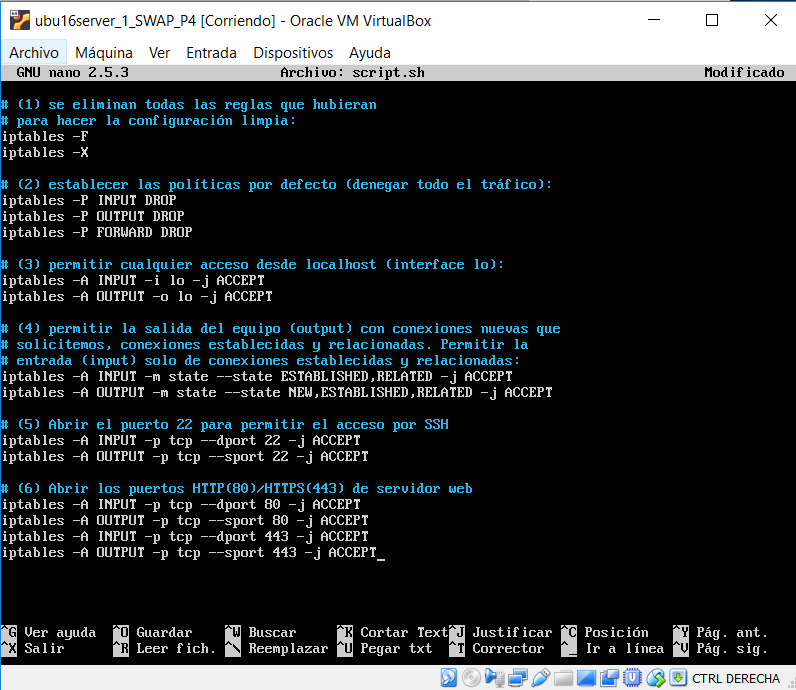 ubu16server_1_SWAP_P4 [Corriendo] - Oracle VM VirtualBox
Archivo Máquina Ver Entrada Dispositivos Ayuda
GNU nano 2.5.3 Archivo: script.sh Modificado
# (1) se eliminan todas las reglas que hubieran
# para hacer la configuración limpia:
iptables -F
iptables -X
# (2) establecer las políticas por defecto (denegar todo el tráfico):
iptables -P INPUT DROP
iptables -P OUTPUT DROP
iptables -P FORWARD DROP
# (3) permitir cualquier acceso desde localhost (interface lo):
iptables -A INPUT -i lo -j ACCEPT
iptables -A OUTPUT -o lo -j ACCEPT
# (4) permitir la salida del equipo (output) con conexiones nuevas que
# solicitemos, conexiones establecidas y relacionadas. Permitir la
# entrada (input) solo de conexiones establecidas y relacionadas:
iptables -A INPUT -m state --state ESTABLISHED,RELATED -j ACCEPT
iptables -A OUTPUT -m state --state NEW,ESTABLISHED,RELATED -j ACCEPT
# (5) Abrir el puerto 22 para permitir el acceso por SSH
iptables -A INPUT -p tcp --dport 22 -j ACCEPT
iptables -A OUTPUT -p tcp --sport 22 -j ACCEPT
# (6) Abrir los puertos HTTP(80)/HTTPS(443) de servidor web
iptables -A INPUT -p tcp --dport 80 -j ACCEPT
iptables -A OUTPUT -p tcp --sport 80 -j ACCEPT
iptables -A INPUT -p tcp --dport 443 -j ACCEPT
iptables -A OUTPUT -p tcp --sport 443 -j ACCEPT_
^G Ver ayuda ^O Guardar ^W Buscar ^K Cortar Text ^J Justificar ^C Posición ^Y Pág. ant.
^X Salir ^R Leer fich. ^\ Reemplazar ^U Pegar txt ^T Corrector ^_ Ir a línea ^V Pág. sig.
CTRL DERECHA